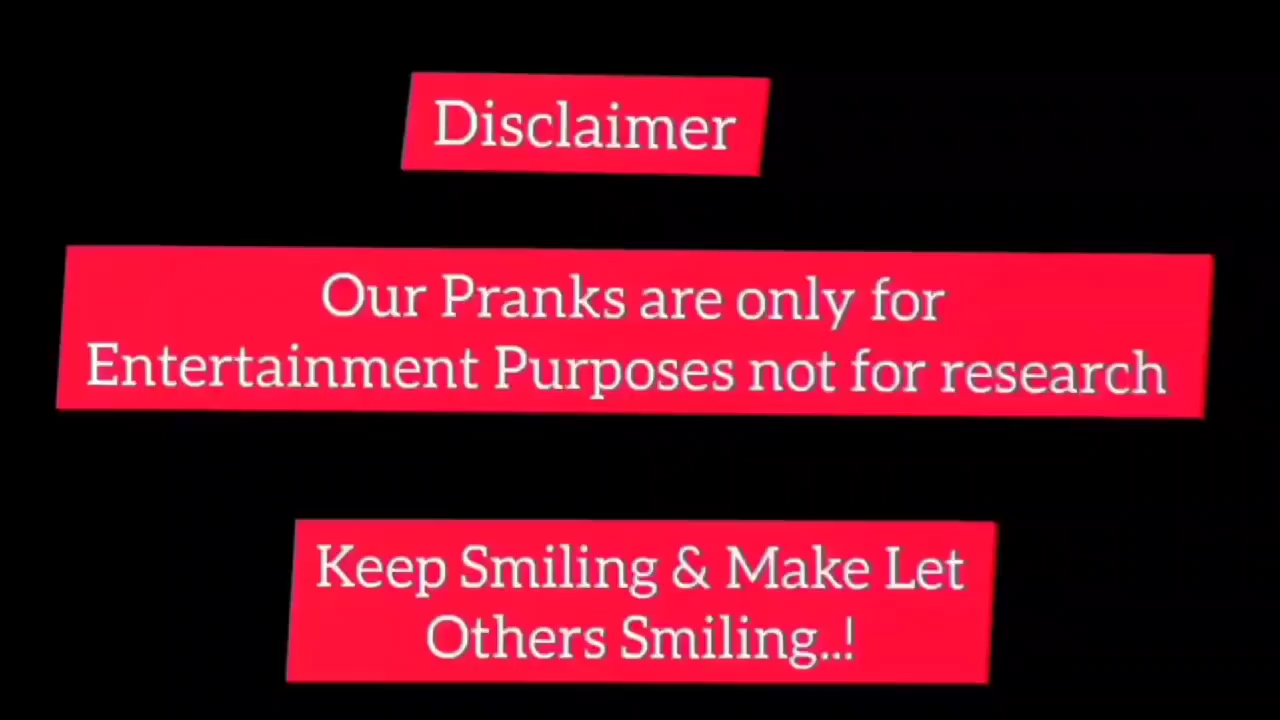 Disclaimer
Our Pranks are only for
Entertainment Purposes not for research
Keep Smiling & Make Let
Others Smiling..!